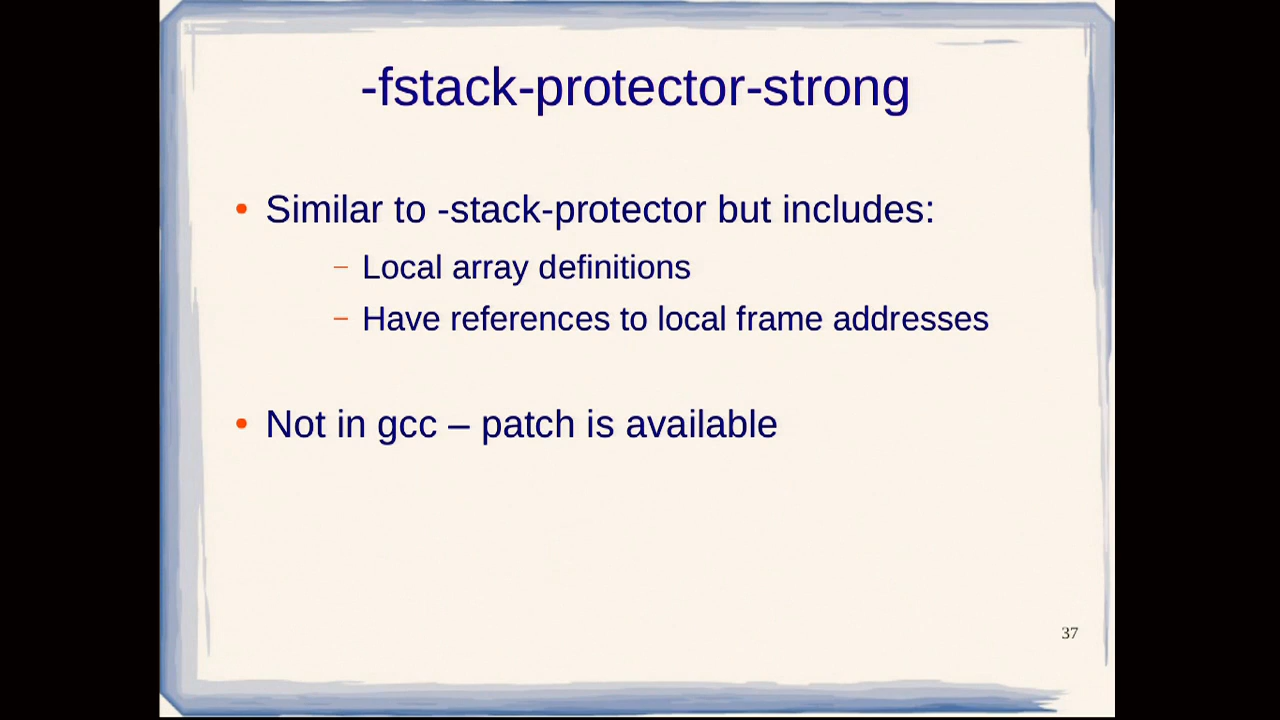 -fstack-protector-strong
• Similar to -stack-protector but includes:
– Local array definitions
– Have references to local frame addresses
• Not in gcc – patch is available
37